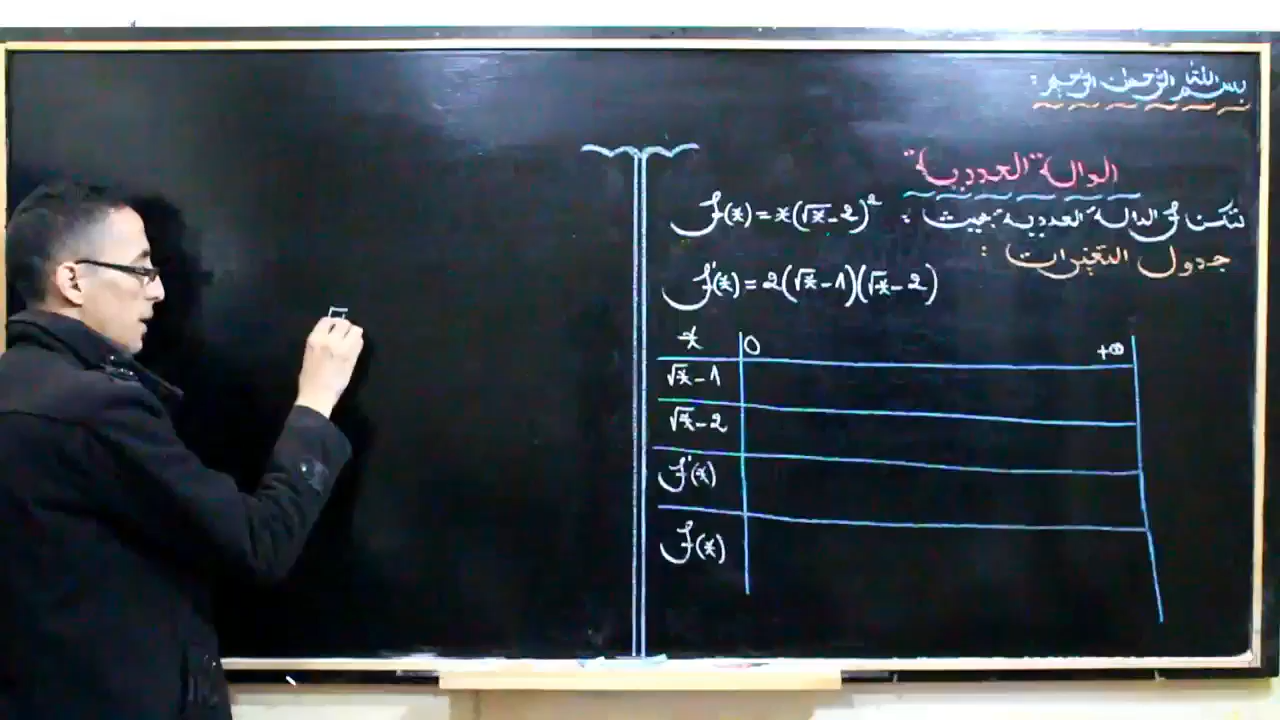 بسم الله الرحمن الرحيم :
"الدالة العددية"
لتكن f الدالة العددية بحيث : f(x) = x(√x - 2)²
جدول التغيرات :
f'(x) = 2(√x - 1)(√x - 2)
x 0 +∞
√x - 1
√x - 2
f'(x)
f(x)